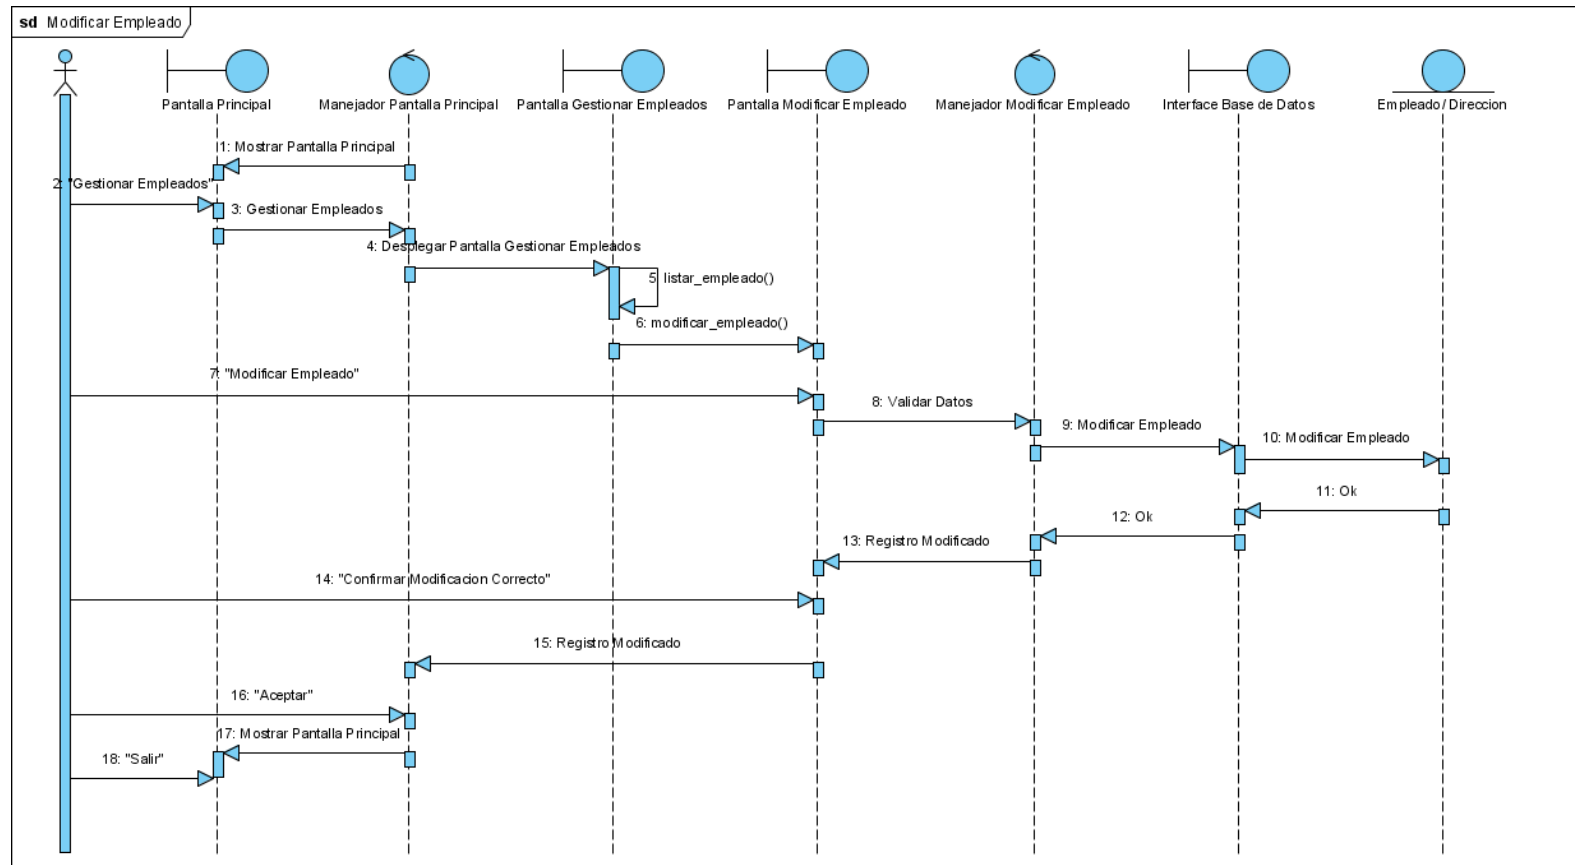 sd Modificar Empleado
Pantalla Principal
Manejador Pantalla Principal
Pantalla Gestionar Empleados
Pantalla Modificar Empleado
Manejador Modificar Empleado
Interface Base de Datos
Empleado/ Direccion
1: Mostrar Pantalla Principal
2: "Gestionar Empleados"
3: Gestionar Empleados
4: Desplegar Pantalla Gestionar Empleados
5: listar_empleado()
6: modificar_empleado()
7: "Modificar Empleado"
8: Validar Datos
9: Modificar Empleado
10: Modificar Empleado
11: Ok
12: Ok
13: Registro Modificado
14: "Confirmar Modificacion Correcto"
15: Registro Modificado
16: "Aceptar"
17: Mostrar Pantalla Principal
18: "Salir"